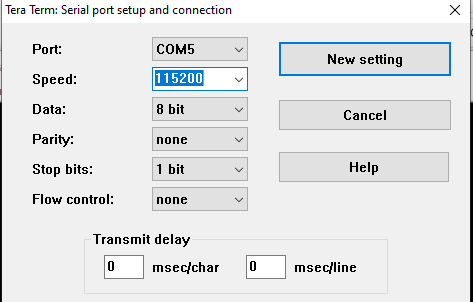 Tera Term: Serial port setup and connection
Port: COM5 New setting
Speed: 115200
Data: 8 bit Cancel
Parity: none
Stop bits: 1 bit Help
Flow control: none
Transmit delay
0 msec/char 0 msec/line